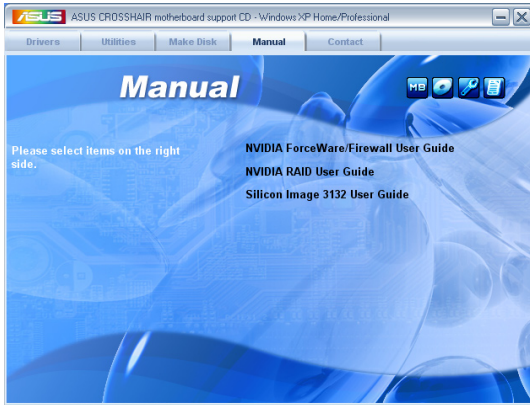 ASUS ASUS CROSSHAIR motherboard support CD - Windows XP Home/Professional
Drivers Utilities Make Disk Manual Contact
Manual
MB
Please select items on the right
side.
NVIDIA ForceWare/Firewall User Guide
NVIDIA RAID User Guide
Silicon Image 3132 User Guide